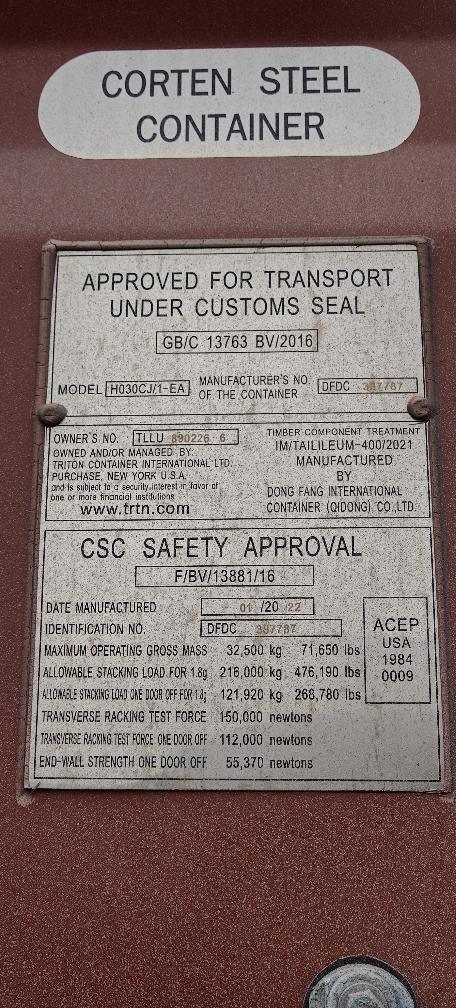 CORTEN STEEL
CONTAINER
APPROVED FOR TRANSPORT
UNDER CUSTOMS SEAL
GB/C 13763 BV/2016
MODEL H030CJ/1-EA MANUFACTURER'S NO. OF THE CONTAINER DFDC
OWNER'S NO. TLLU 890226 6
OWNED AND/OR MANAGED BY:
TRITON CONTAINER INTERNATIONAL LTD.
PURCHASE, NEW YORK U.S.A.
and is subject to a security interest in favor of
one or more financial institutions
www.trtn.com
TIMBER COMPONENT TREATMENT
IM/TAILILEUM-400/2021
MANUFACTURED
BY
DONG FANG INTERNATIONAL
CONTAINER (QIDONG) CO.,LTD.
CSC SAFETY APPROVAL
F/BV/13881/16
DATE MANUFACTURED 01 /20 22
IDENTIFICATION NO. DFDC
MAXIMUM OPERATING GROSS MASS 32,500 kg 71,650 lbs
ALLOWABLE STACKING LOAD FOR 1.8g 216,000 kg 476,190 lbs
ALLOWABLE STACKING LOAD ONE DOOR OFF FOR 1.8g 121,920 kg 268,780 lbs
TRANSVERSE RACKING TEST FORCE 150,000 newtons
TRANSVERSE RACKING TEST FORCE ONE DOOR OFF 112,000 newtons
END-WALL STRENGTH ONE DOOR OFF 55,370 newtons
ACEP
USA
1984
0009